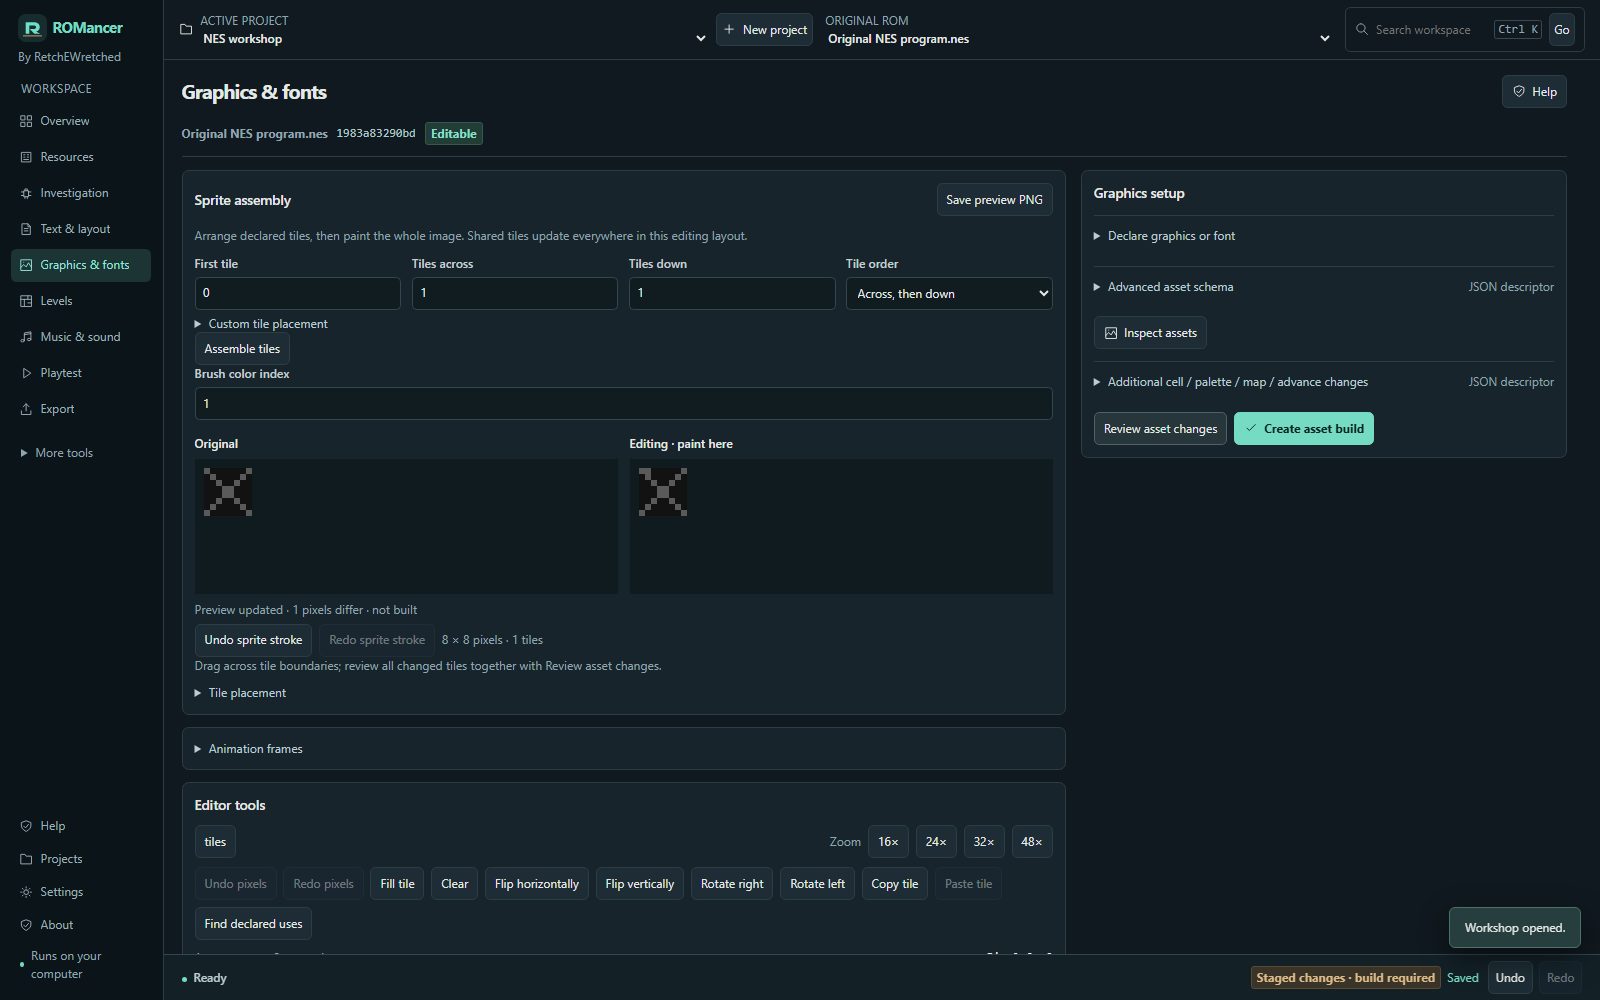 ROMancer
By RetchEWretched
WORKSPACE
Overview
Resources
Investigation
Text & layout
Graphics & fonts
Levels
Music & sound
Playtest
Export
More tools
Help
Projects
Settings
About
Runs on your
computer
ACTIVE PROJECT
NES workshop
New project
ORIGINAL ROM
Original NES program.nes
Search workspace
Ctrl K
Go
Graphics & fonts
Help
Original NES program.nes 1983a83290bd Editable
Sprite assembly
Save preview PNG
Arrange declared tiles, then paint the whole image. Shared tiles update everywhere in this editing layout.
First tile
Tiles across
Tiles down
Tile order
0
1
1
Across, then down
Custom tile placement
Assemble tiles
Brush color index
1
Original
Editing · paint here
Preview updated · 1 pixels differ · not built
Undo sprite stroke
Redo sprite stroke
8 × 8 pixels · 1 tiles
Drag across tile boundaries; review all changed tiles together with Review asset changes.
Tile placement
Animation frames
Editor tools
tiles
Zoom
16×
24×
32×
48×
Undo pixels
Redo pixels
Fill tile
Clear
Flip horizontally
Flip vertically
Rotate right
Rotate left
Copy tile
Paste tile
Find declared uses
Graphics setup
Declare graphics or font
Advanced asset schema
JSON descriptor
Inspect assets
Additional cell / palette / map / advance changes
JSON descriptor
Review asset changes
Create asset build
Workshop opened.
Ready
Staged changes · build required
Saved
Undo
Redo